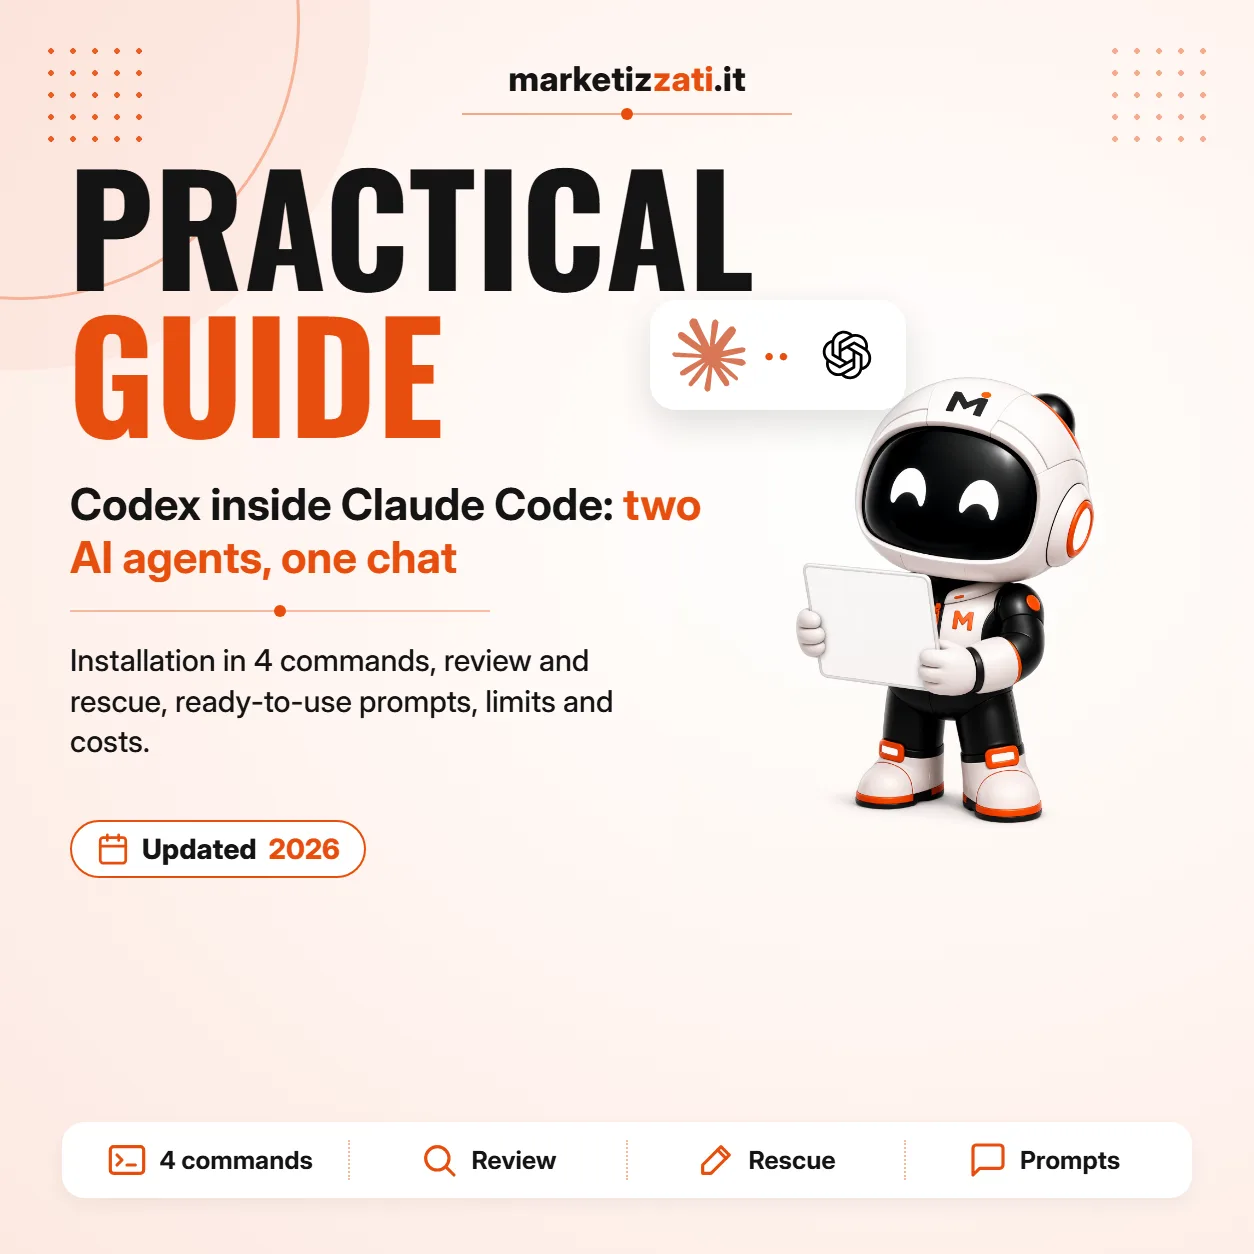 marketizzati.it
PRACTICAL
GUIDE
Codex inside Claude Code: two
AI agents, one chat
Installation in 4 commands, review and
rescue, ready-to-use prompts, limits and
costs.
Updated 2026
M
M
4 commands
Review
Rescue
Prompts